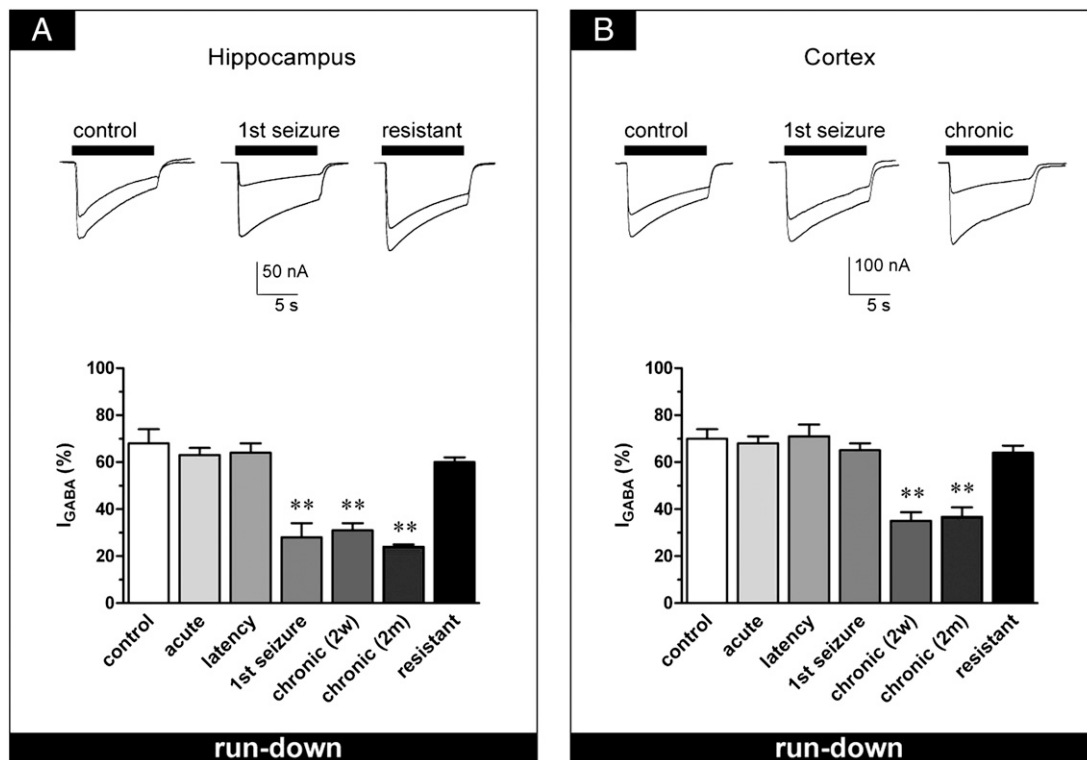 A
Hippocampus
control
1st seizure
resistant
50 nA
5 s
100
80
60
40
20
0
I_GABA (%)
** ** **
control
acute
latency
1st seizure
chronic (2w)
chronic (2m)
resistant
run-down
B
Cortex
control
1st seizure
chronic
100 nA
5 s
100
80
60
40
20
0
I_GABA (%)
** **
control
acute
latency
1st seizure
chronic (2w)
chronic (2m)
resistant
run-down